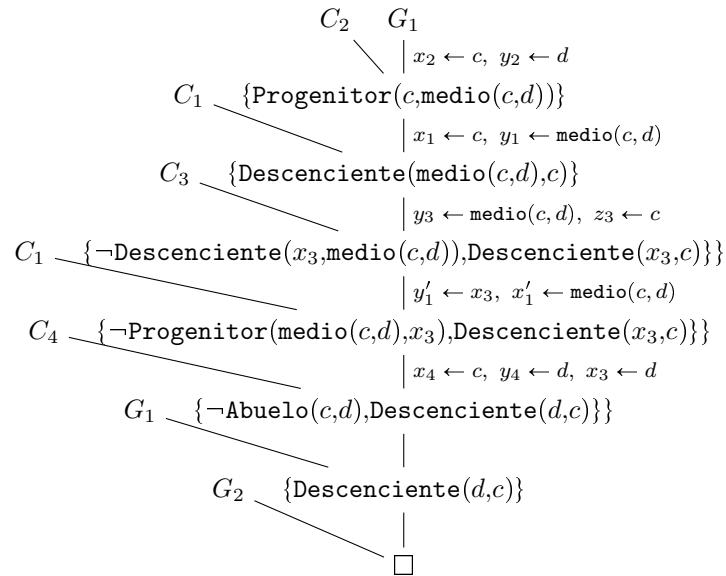 C₂ G₁
x₂ ← c, y₂ ← d
C₁ {Progenitor(c,medio(c,d))}
x₁ ← c, y₁ ← medio(c, d)
C₃ {Descenciente(medio(c,d),c)}
y₃ ← medio(c, d), z₃ ← c
C₁ {¬Descenciente(x₃,medio(c,d)),Descenciente(x₃,c)}}
y′₁ ← x₃, x′₁ ← medio(c, d)
C₄ {¬Progenitor(medio(c,d),x₃),Descenciente(x₃,c)}}
x₄ ← c, y₄ ← d, x₃ ← d
G₁ {¬Abuelo(c,d),Descenciente(d,c)}}
G₂ {Descenciente(d,c)}
□